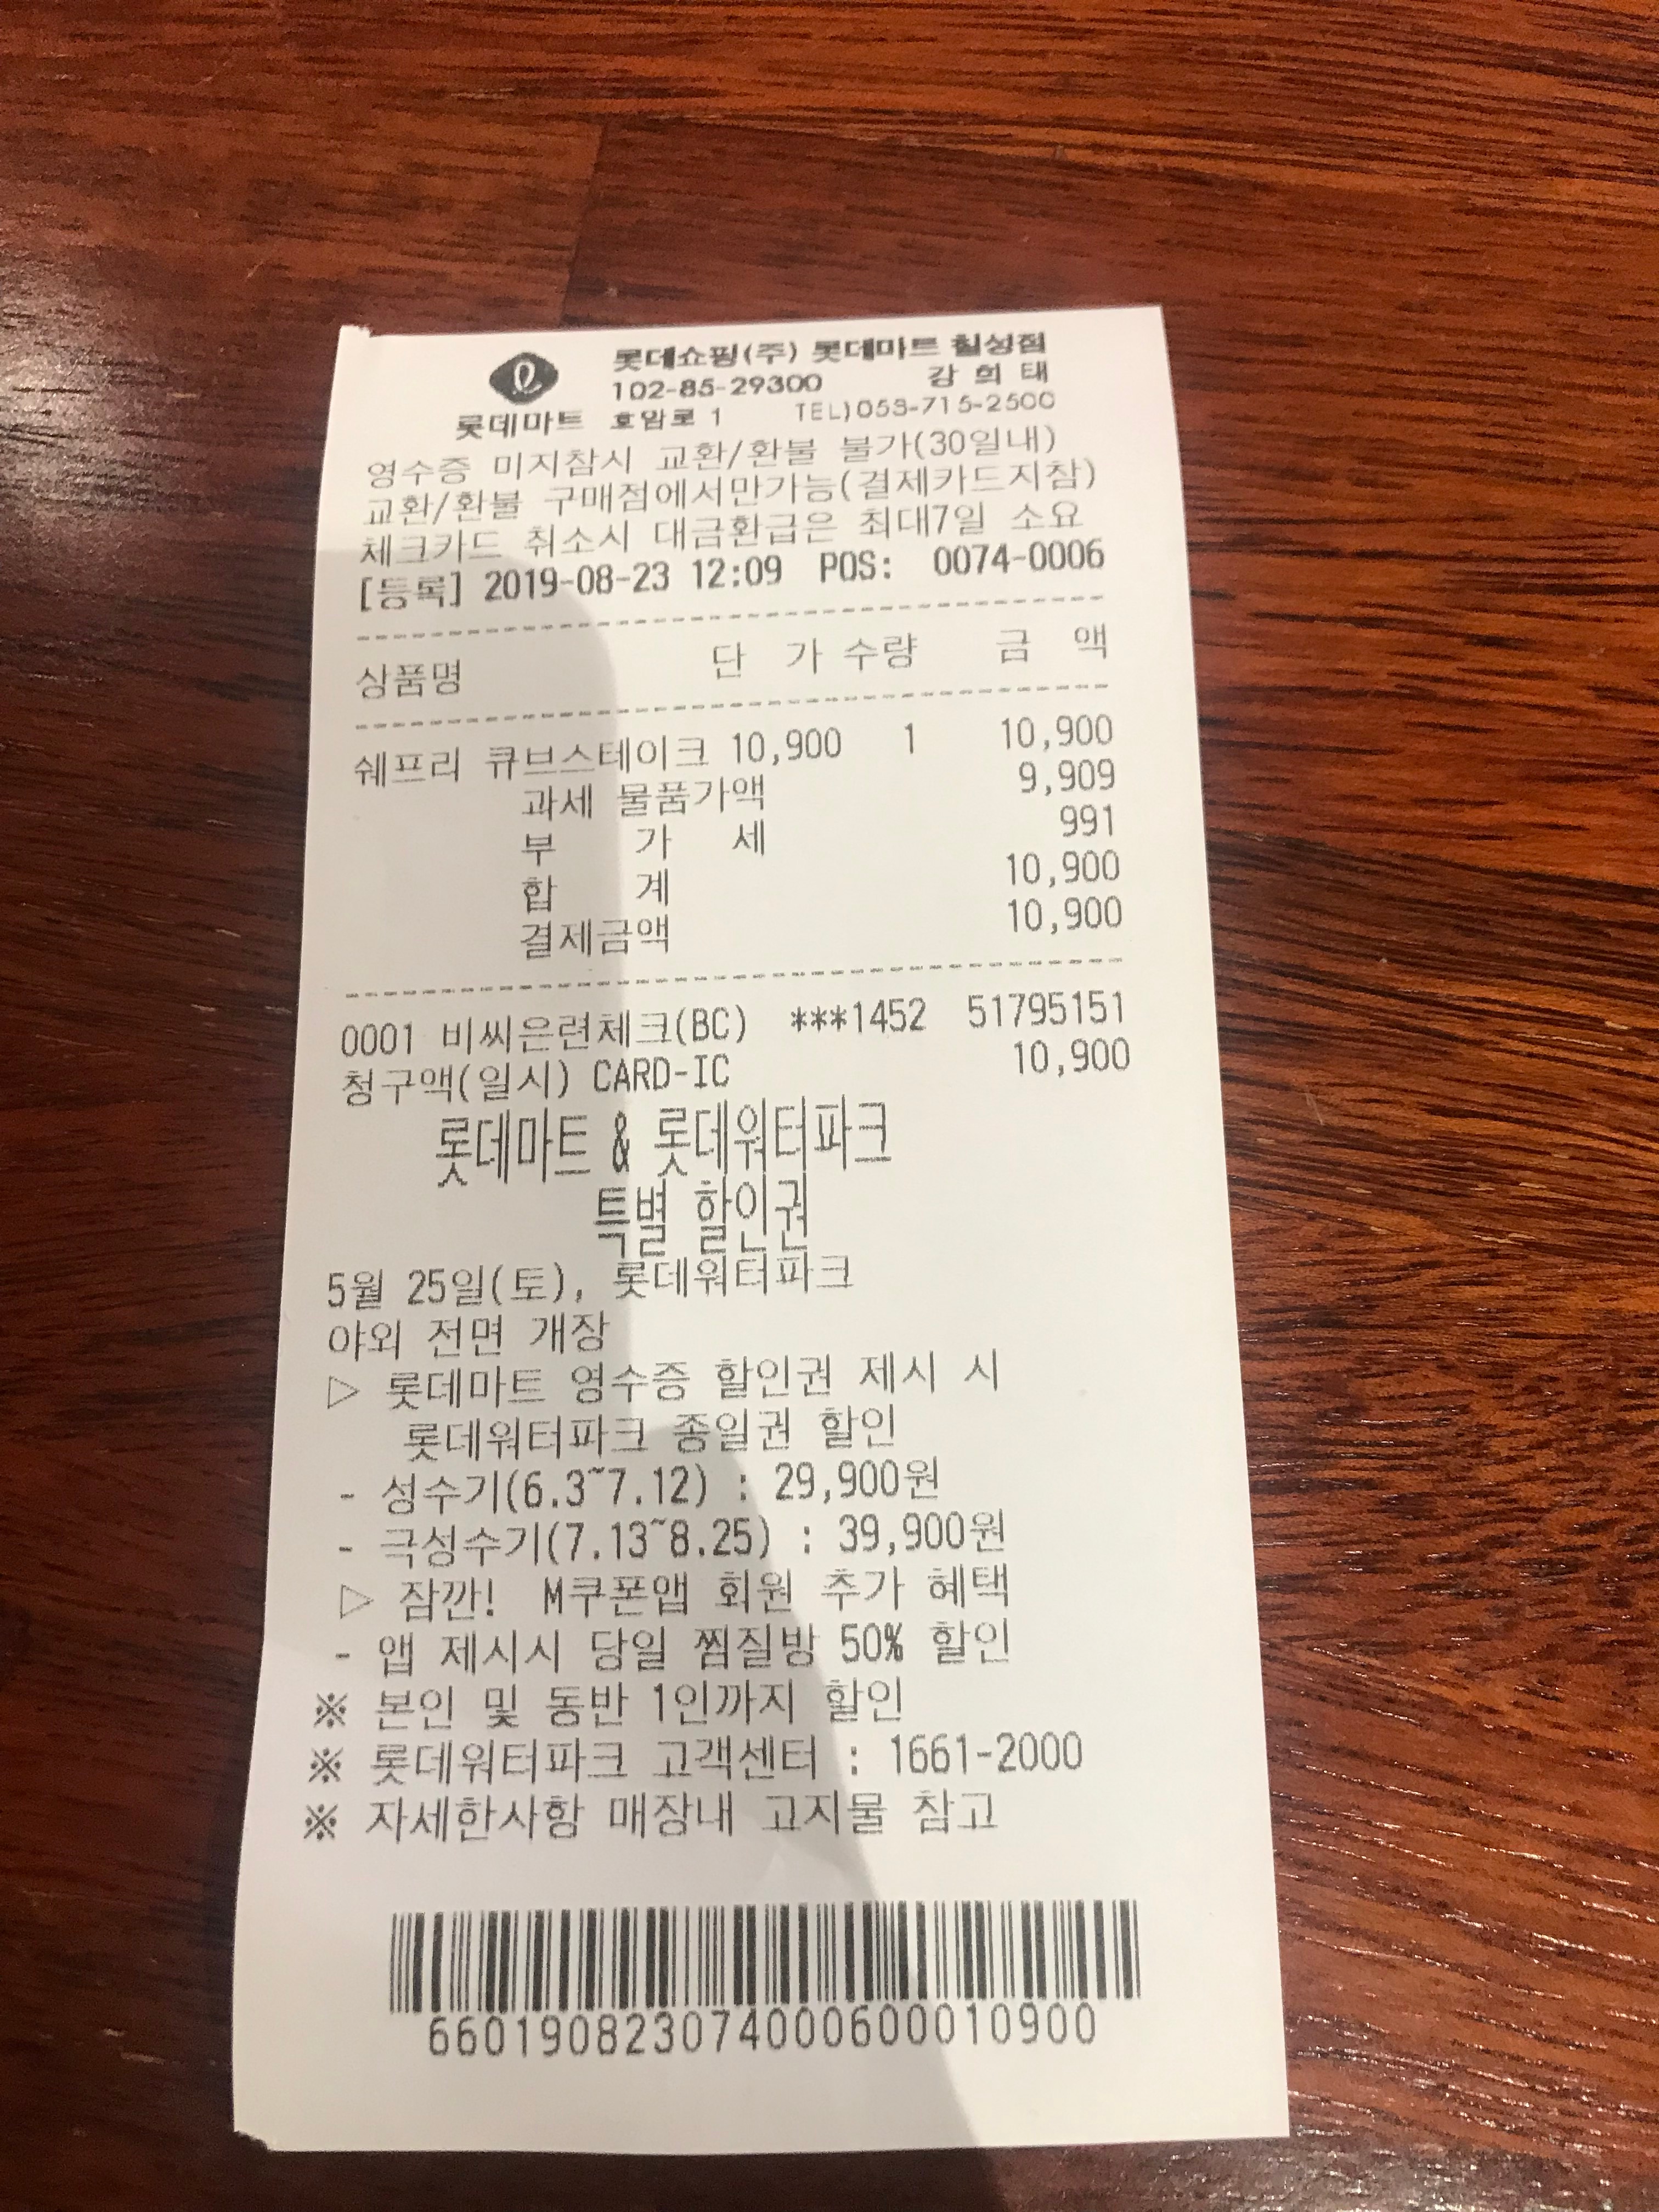 롯데쇼핑(주) 롯데마트 칠성점
102-85-29300 강 희 태
롯데마트 호암로 1 TEL)053-715-2500
영수증 미지참시 교환/환불 불가(30일내)
교환/환불 구매점에서만가능(결제카드지참)
체크카드 취소시 대금환급은 최대7일 소요
[등록] 2019-08-23 12:09 POS: 0074-0006
상품명 단 가 수량 금 액
쉐프리 큐브스테이크 10,900 1 10,900
과세 물품가액 9,909
부 가 세 991
합 계 10,900
결제금액 10,900
0001 비씨은련체크(BC) ***1452 51795151
청구액(일시) CARD-IC 10,900
롯데마트 & 롯데워터파크
특별 할인권
5월 25일(토), 롯데워터파크
야외 전면 개장
▷ 롯데마트 영수증 할인권 제시 시
롯데워터파크 종일권 할인
- 성수기(6.3~7.12) : 29,900원
- 극성수기(7.13~8.25) : 39,900원
▷ 잠깐! M쿠폰앱 회원 추가 혜택
- 앱 제시시 당일 찜질방 50% 할인
※ 본인 및 동반 1인까지 할인
※ 롯데워터파크 고객센터 : 1661-2000
※ 자세한사항 매장내 고지물 참고
660190823074000600010900